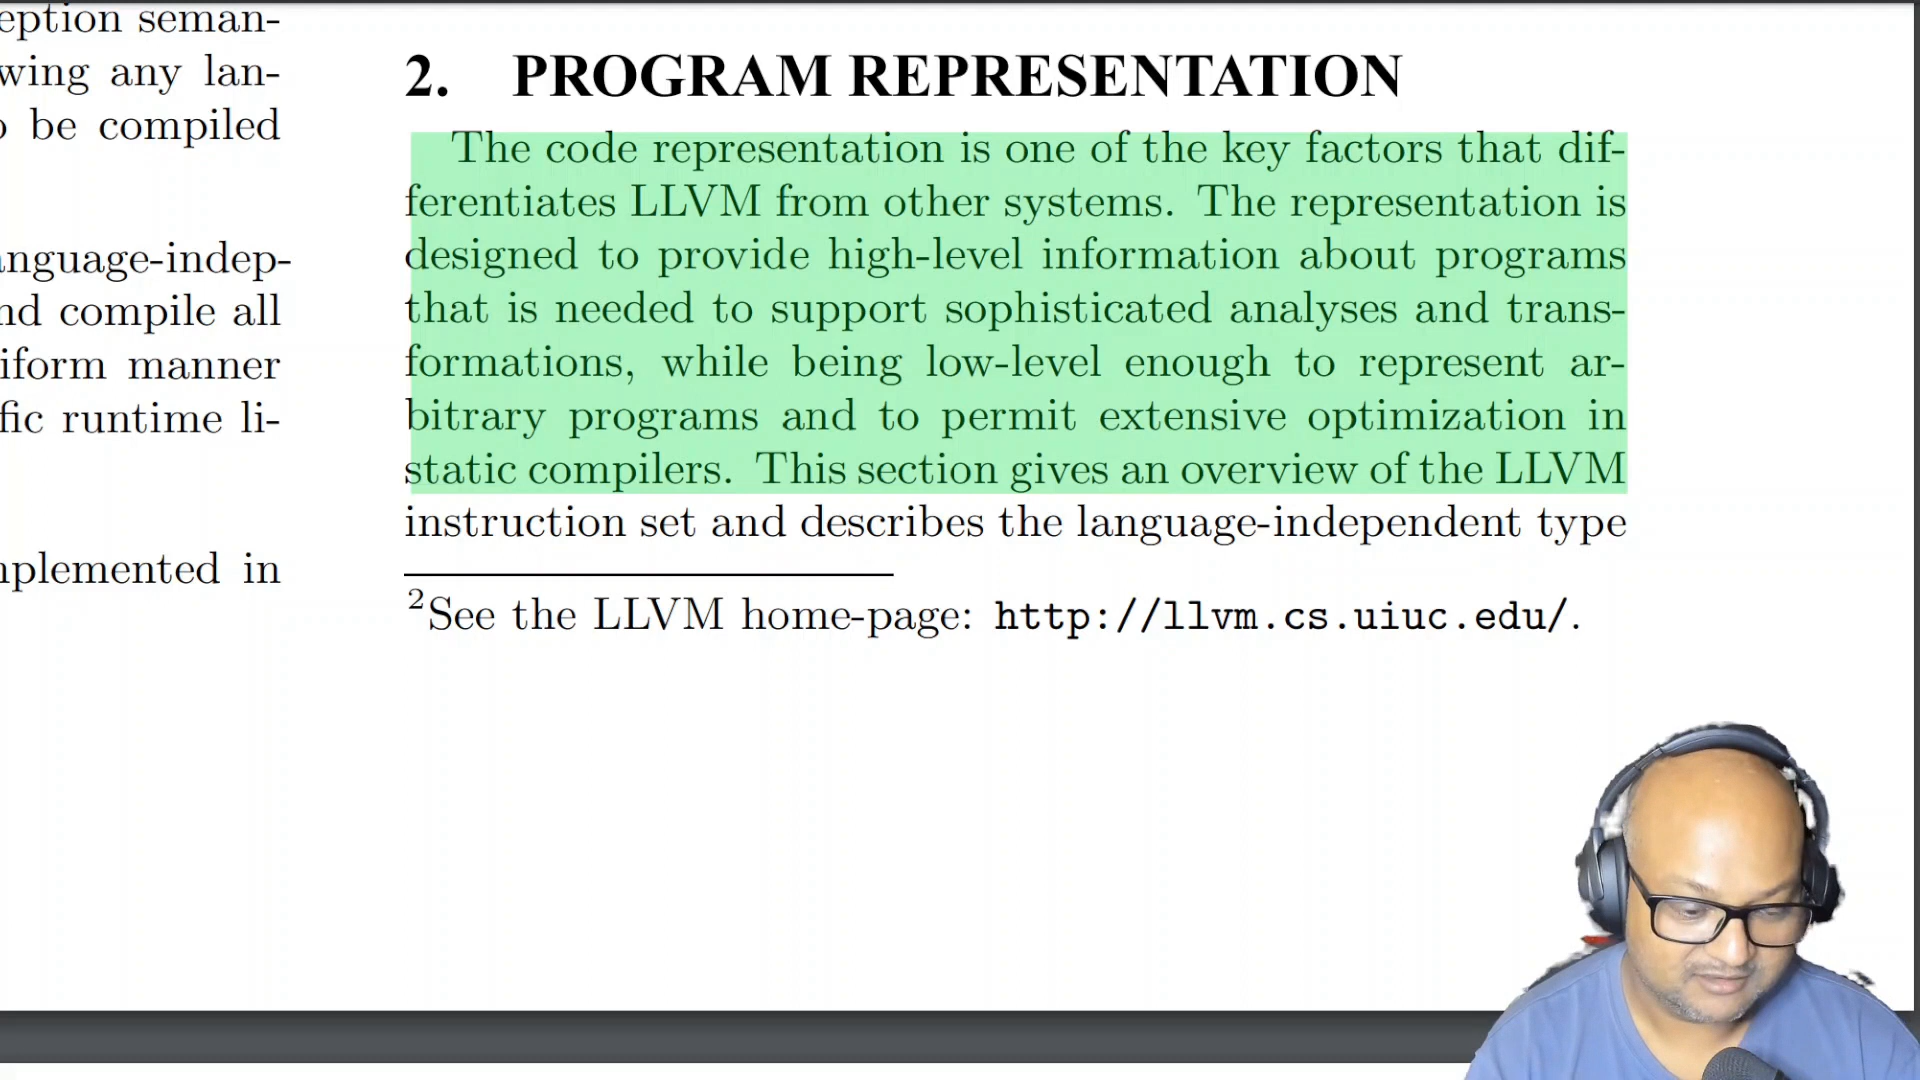 eption seman-
wing any lan-
be compiled
anguage-indep-
nd compile all
iform manner
fic runtime li-
nplemented in
2. PROGRAM REPRESENTATION
The code representation is one of the key factors that dif-
ferentiates LLVM from other systems. The representation is
designed to provide high-level information about programs
that is needed to support sophisticated analyses and trans-
formations, while being low-level enough to represent ar-
bitrary programs and to permit extensive optimization in
static compilers. This section gives an overview of the LLVM
instruction set and describes the language-independent type
2See the LLVM home-page: http://llvm.cs.uiuc.edu/.